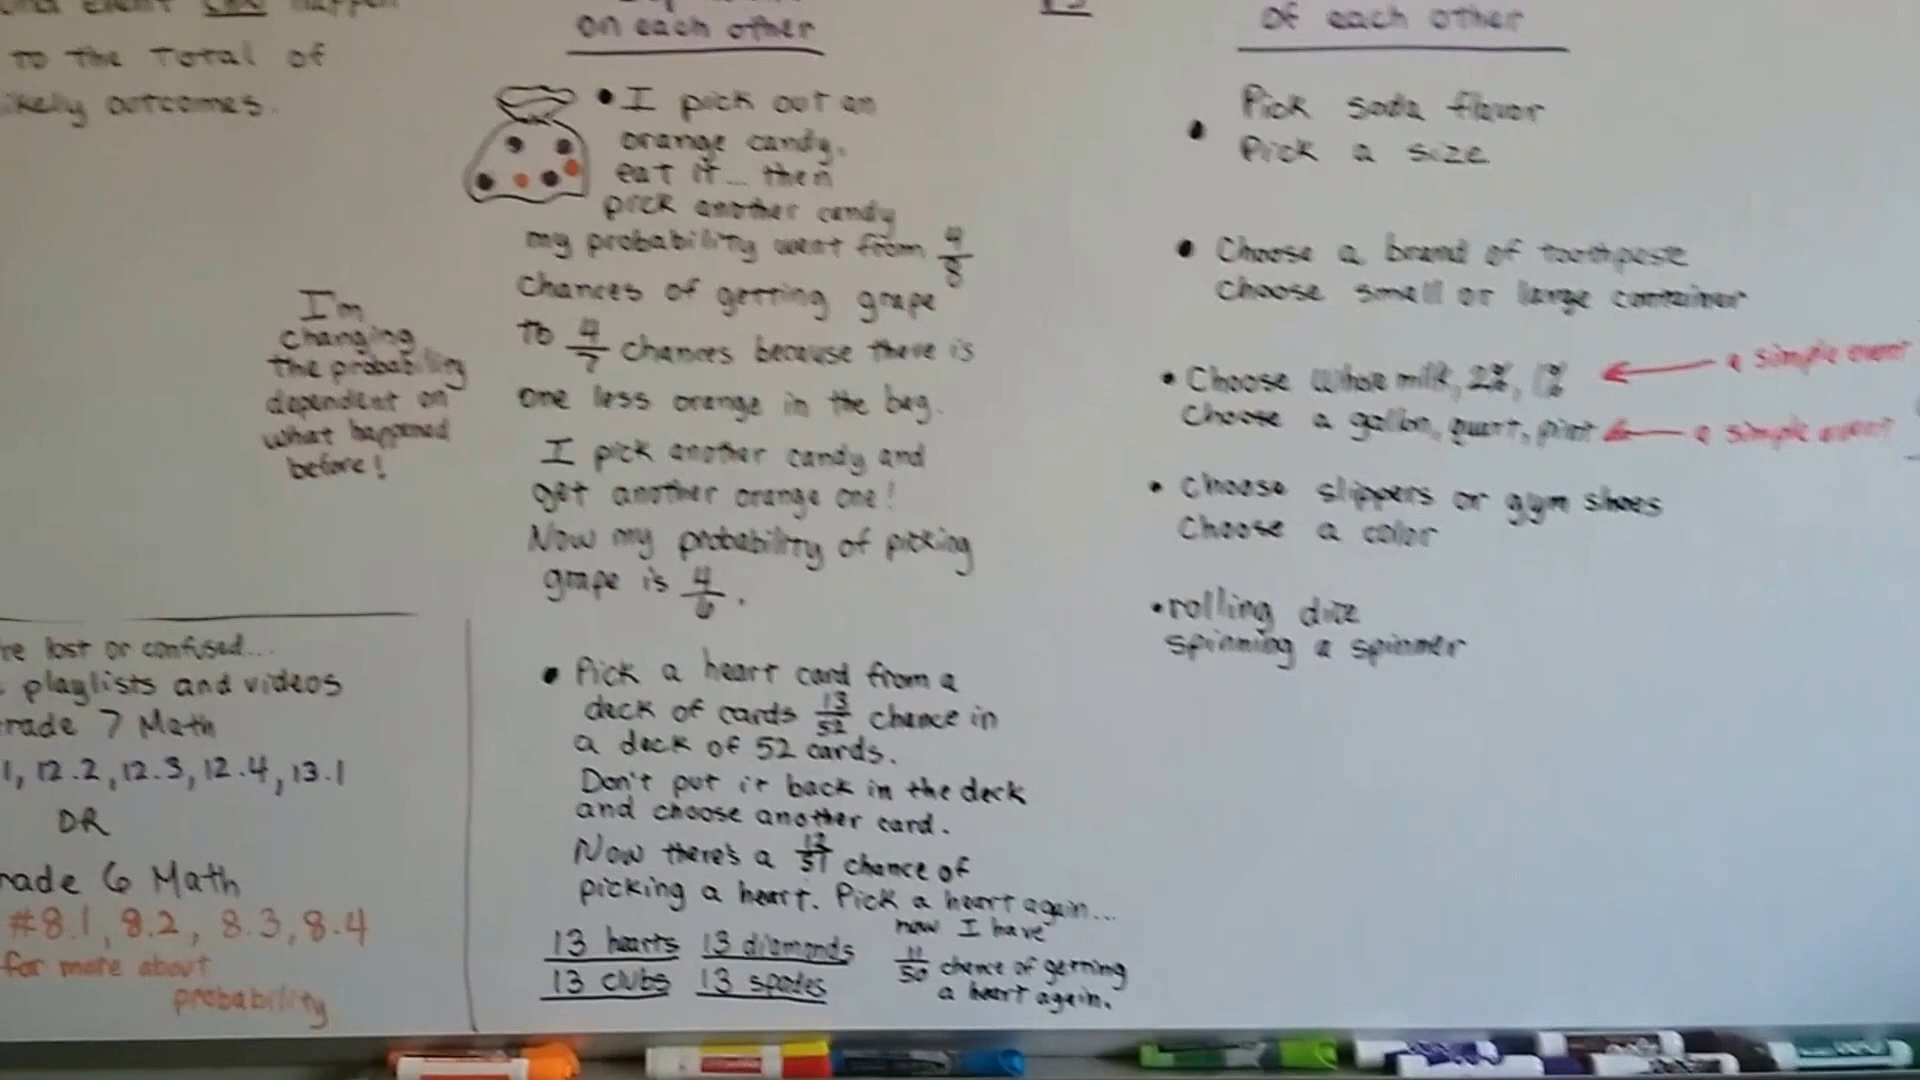 to the total of
likely outcomes.
I'm
changing
the probability
dependent on
what happened
before!
re lost or confused...
playlists and videos
rade 7 Math
1, 12.2, 12.3, 12.4, 13.1
OR
rade 6 Math
#8.1, 8.2, 8.3, 8.4
for more about
probability
on each other
• I pick out an
orange candy.
eat it... then
pick another candy
my probability went from 4/8
chances of getting grape
to 4/7 chances because there is
one less orange in the bag.
I pick another candy and
get another orange one!
Now my probability of picking
grape is 4/6.
• Pick a heart card from a
deck of cards 13/52 chance in
a deck of 52 cards.
Don't put it back in the deck
and choose another card.
Now there's a 12/51 chance of
picking a heart. Pick a heart again...
now I have
11/50 chance of getting
a heart again.
13 hearts 13 diamonds
13 clubs 13 spades
of each other
• Pick soda flavor
Pick a size
• Choose a brand of toothpaste
choose small or large container
• Choose whole milk, 2%, 1% ← a simple event
Choose a gallon, quart, pint ← a simple event
• Choose slippers or gym shoes
Choose a color
• rolling dice
spinning a spinner